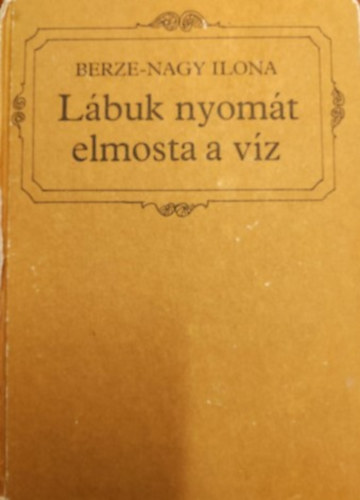 BERZE-NAGY ILONA
Lábuk nyomát
elmosta a víz